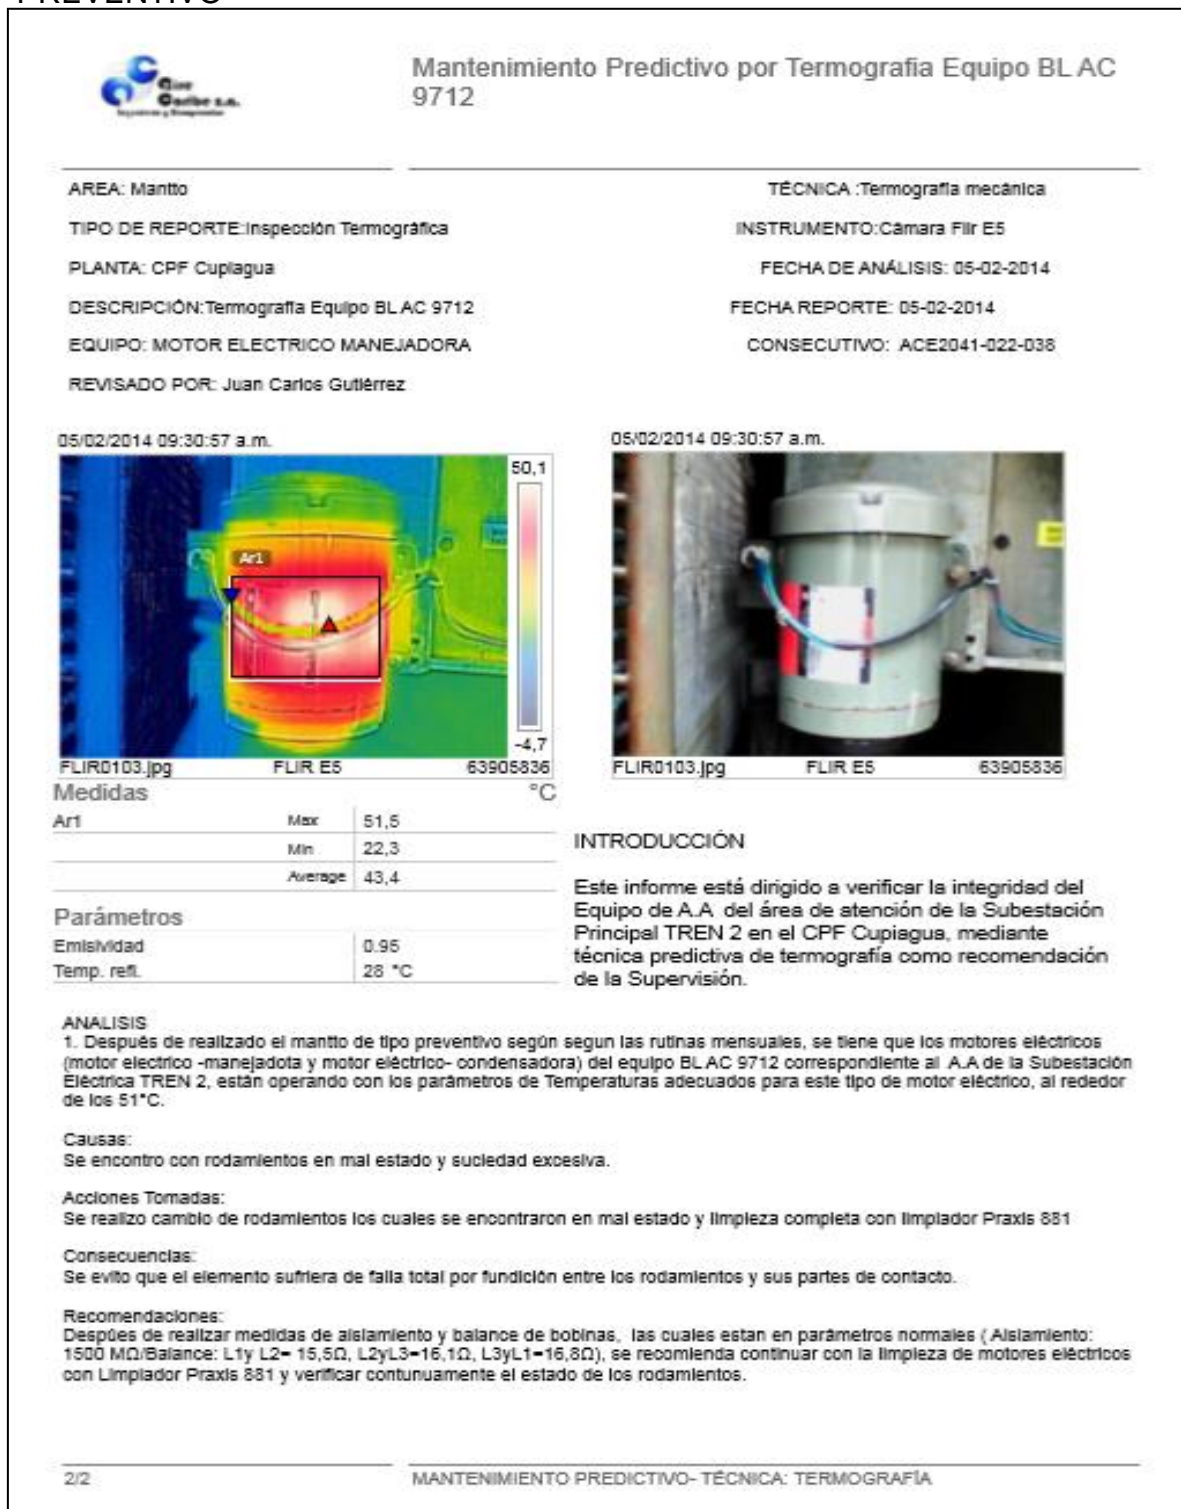 PREVENTIVO
Caribe s.a.
Mantenimiento Predictivo por Termografia Equipo BL AC
9712
AREA: Mantto
TÉCNICA :Termografía mecánica
TIPO DE REPORTE:Inspección Termográfica
INSTRUMENTO:Cámara Flir E5
PLANTA: CPF Cupiagua
FECHA DE ANÁLISIS: 05-02-2014
DESCRIPCIÓN:Termografía Equipo BL AC 9712
FECHA REPORTE: 05-02-2014
EQUIPO: MOTOR ELECTRICO MANEJADORA
CONSECUTIVO: ACE2041-022-038
REVISADO POR: Juan Carlos Gutiérrez
05/02/2014 09:30:57 a.m.
05/02/2014 09:30:57 a.m.
50,1
Ar1
-4,7
FLIR0103.jpg FLIR E5 63905836
FLIR0103.jpg FLIR E5 63905836
Medidas °C
Ar1 Max 51,5
Min 22,3
Average 43,4
Parámetros
Emisividad 0.95
Temp. refl. 28 °C
INTRODUCCIÓN
Este informe está dirigido a verificar la integridad del
Equipo de A.A del área de atención de la Subestación
Principal TREN 2 en el CPF Cupiagua, mediante
técnica predictiva de termografía como recomendación
de la Supervisión.
ANALISIS
1. Después de realizado el mantto de tipo preventivo según segun las rutinas mensuales, se tiene que los motores eléctricos
(motor electrico -manejadota y motor eléctrico- condensadora) del equipo BL AC 9712 correspondiente al A.A de la Subestación
Eléctrica TREN 2, están operando con los parámetros de Temperaturas adecuados para este tipo de motor eléctrico, al rededor
de los 51°C.
Causas:
Se encontro con rodamientos en mal estado y suciedad excesiva.
Acciones Tomadas:
Se realizo cambio de rodamientos los cuales se encontraron en mal estado y limpieza completa con limpiador Praxis 881
Consecuencias:
Se evito que el elemento sufriera de falla total por fundición entre los rodamientos y sus partes de contacto.
Recomendaciones:
Despúes de realizar medidas de aislamiento y balance de bobinas, las cuales estan en parámetros normales ( Aislamiento:
1500 MΩ/Balance: L1y L2= 15,5Ω, L2yL3=16,1Ω, L3yL1=16,8Ω), se recomienda continuar con la limpieza de motores eléctricos
con Limpiador Praxis 881 y verificar contunuamente el estado de los rodamientos.
2/2
MANTENIMIENTO PREDICTIVO- TÉCNICA: TERMOGRAFÍA